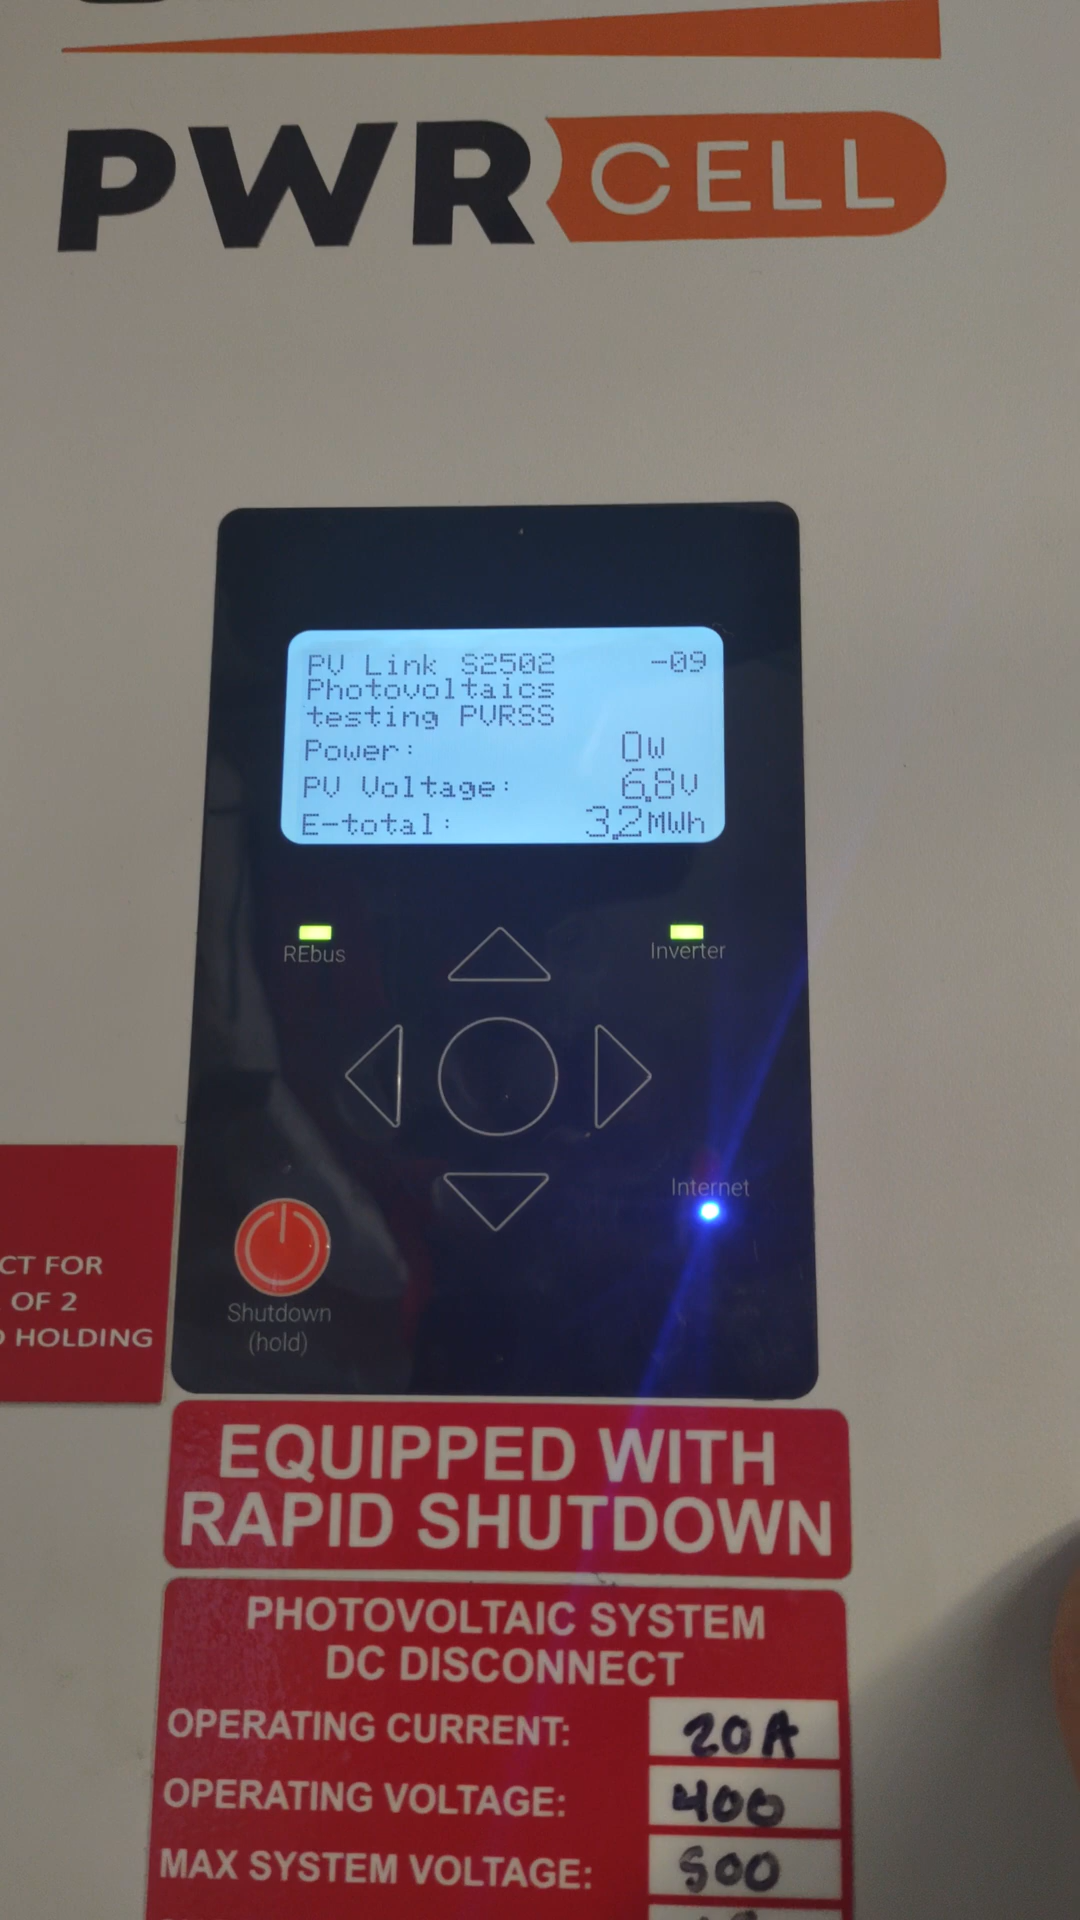 PWRCELL
PV Link S2502 -09
Photovoltaics
testing PVRSS
Power: 0w
PV Voltage: 6.8v
E-total: 3.2MWh
REbus
Inverter
Internet
Shutdown
(hold)
CT FOR
OF 2
HOLDING
EQUIPPED WITH
RAPID SHUTDOWN
PHOTOVOLTAIC SYSTEM
DC DISCONNECT
OPERATING CURRENT: 20A
OPERATING VOLTAGE: 400
MAX SYSTEM VOLTAGE: 500